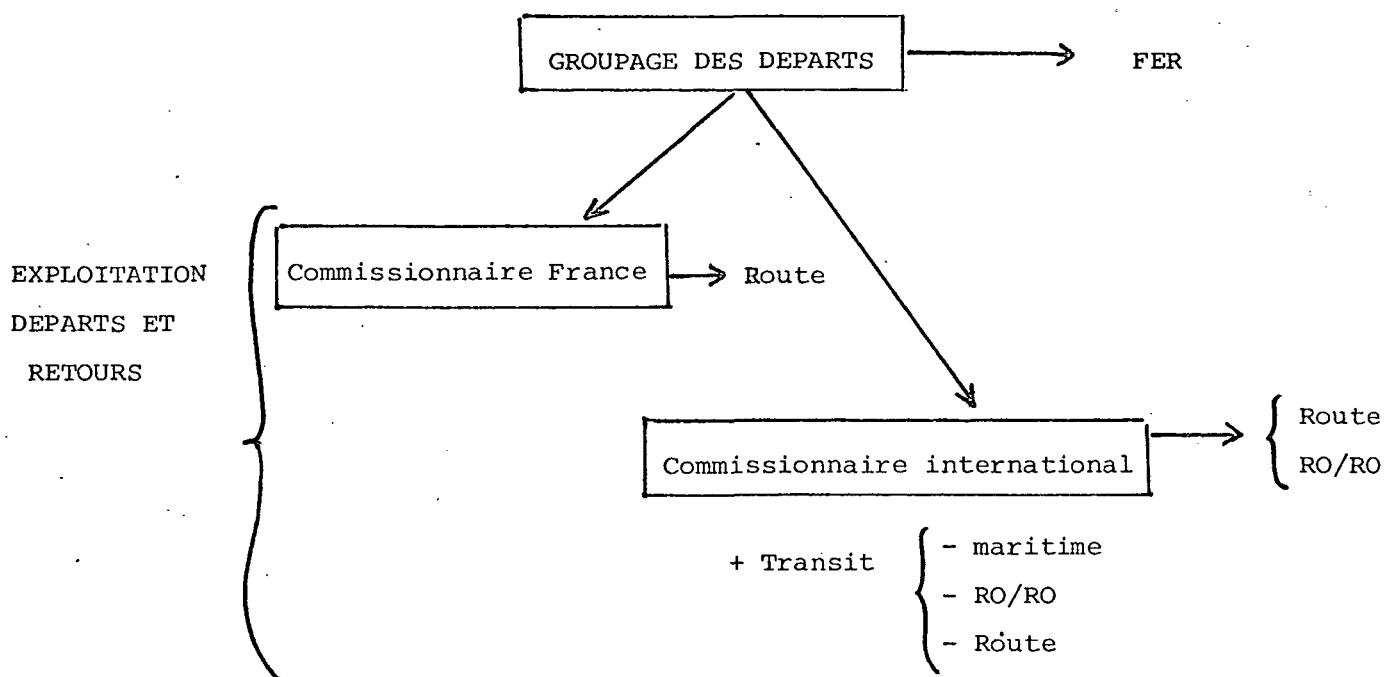 GROUPAGE DES DEPARTS
FER
Commissionnaire France
Route
EXPLOITATION
DEPARTS ET
RETOURS
Commissionnaire international
Route
RO/RO
+ Transit
- maritime
- RO/RO
- Route